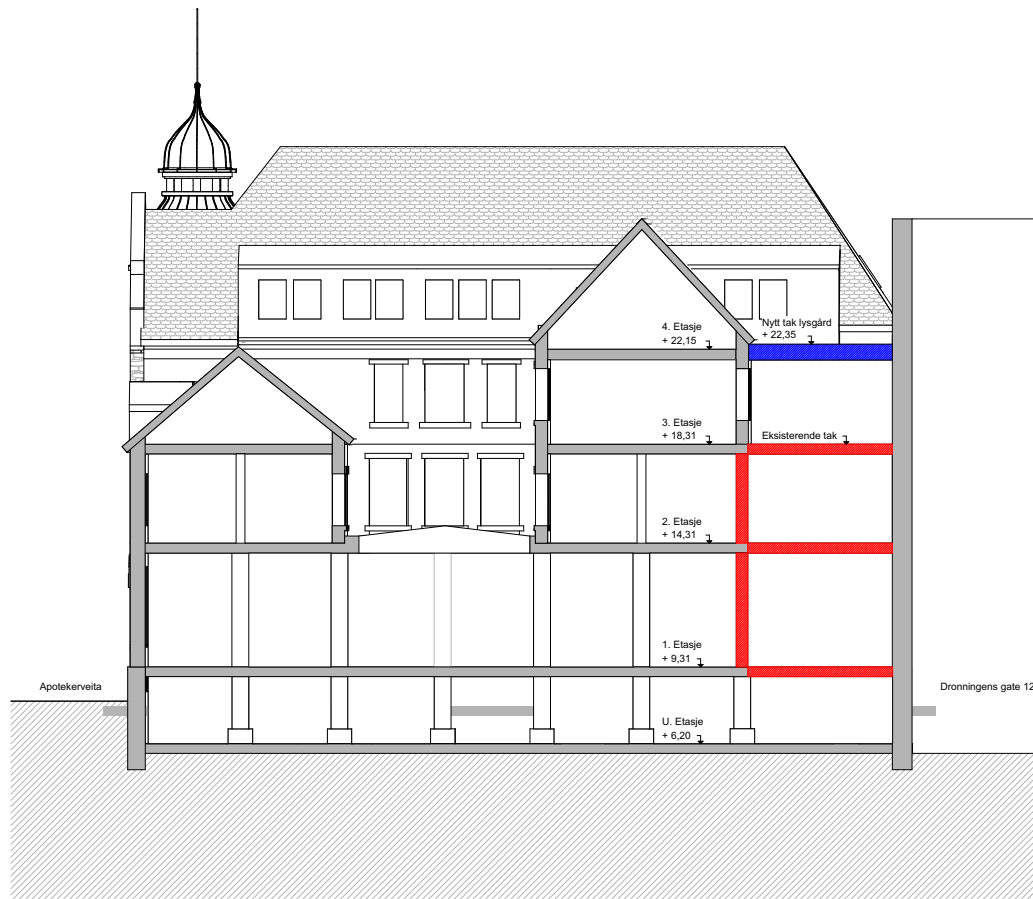 4. Etasje
+ 22,15
Nytt tak lysgård
+ 22,35
3. Etasje
+ 18,31
Eksisterende tak
2. Etasje
+ 14,31
1. Etasje
+ 9,31
Apotekerveita
Dronningens gate 12
U. Etasje
+ 6,20